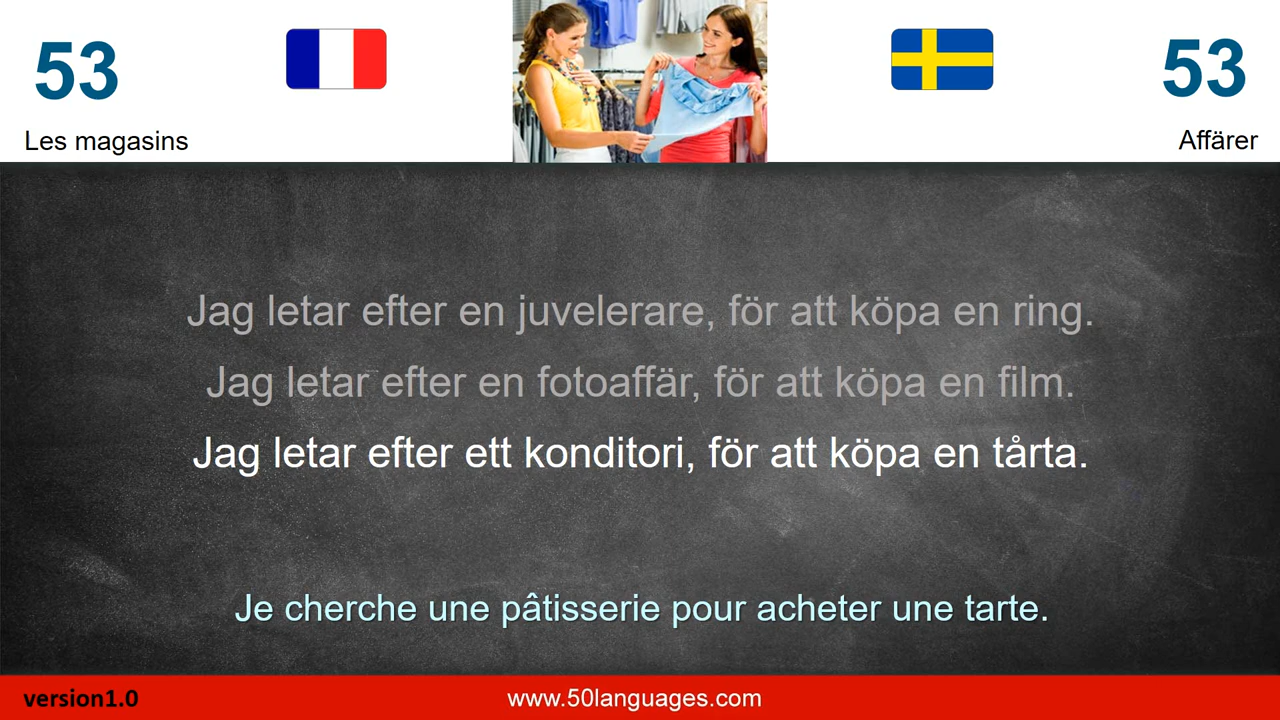 53
53
Les magasins
Affärer
Jag letar efter en juvelerare, för att köpa en ring.
Jag letar efter en fotoaffär, för att köpa en film.
Jag letar efter ett konditori, för att köpa en tårta.
Je cherche une pâtisserie pour acheter une tarte.
version1.0
www.50languages.com